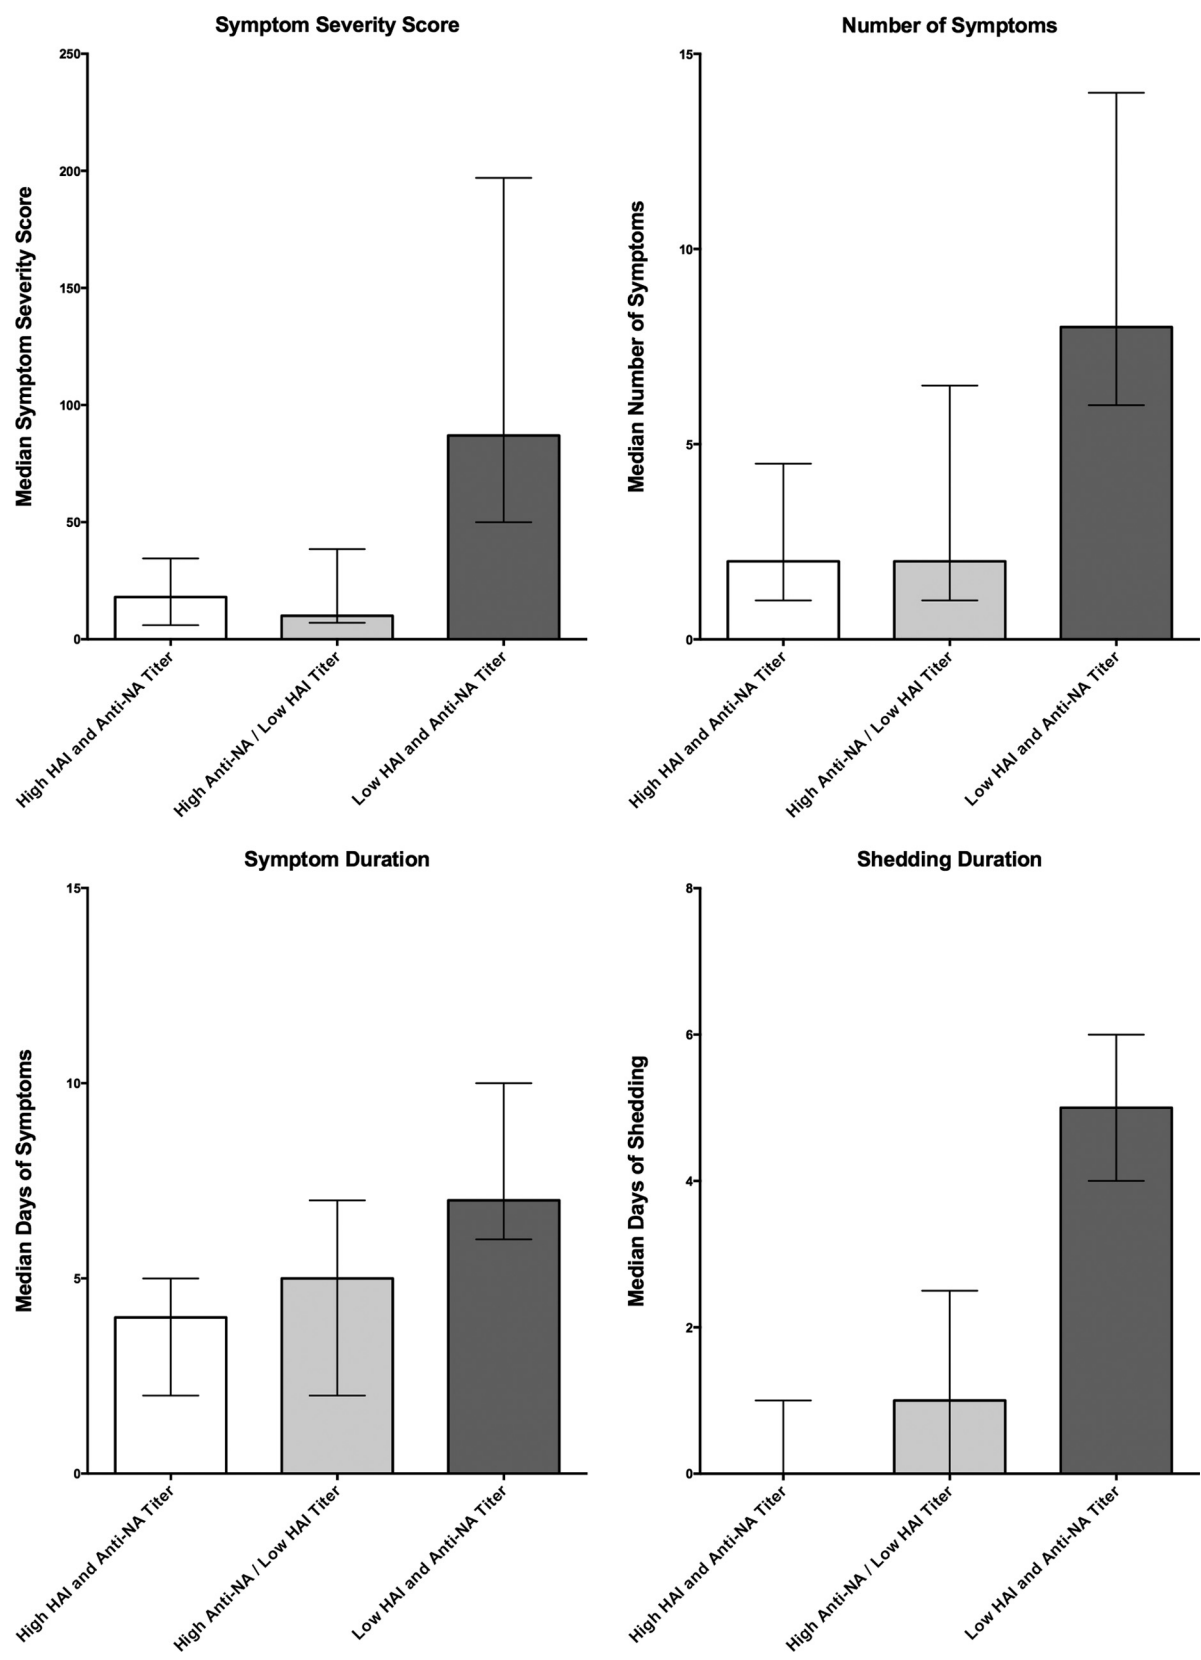 Symptom Severity Score
Median Symptom Severity Score
250
200
150
100
50
0
High HAI and Anti-NA Titer
High Anti-NA / Low HAI Titer
Low HAI and Anti-NA Titer
Number of Symptoms
Median Number of Symptoms
15
10
5
0
High HAI and Anti-NA Titer
High Anti-NA / Low HAI Titer
Low HAI and Anti-NA Titer
Symptom Duration
Median Days of Symptoms
15
10
5
0
High HAI and Anti-NA Titer
High Anti-NA / Low HAI Titer
Low HAI and Anti-NA Titer
Shedding Duration
Median Days of Shedding
8
6
4
2
0
High HAI and Anti-NA Titer
High Anti-NA / Low HAI Titer
Low HAI and Anti-NA Titer